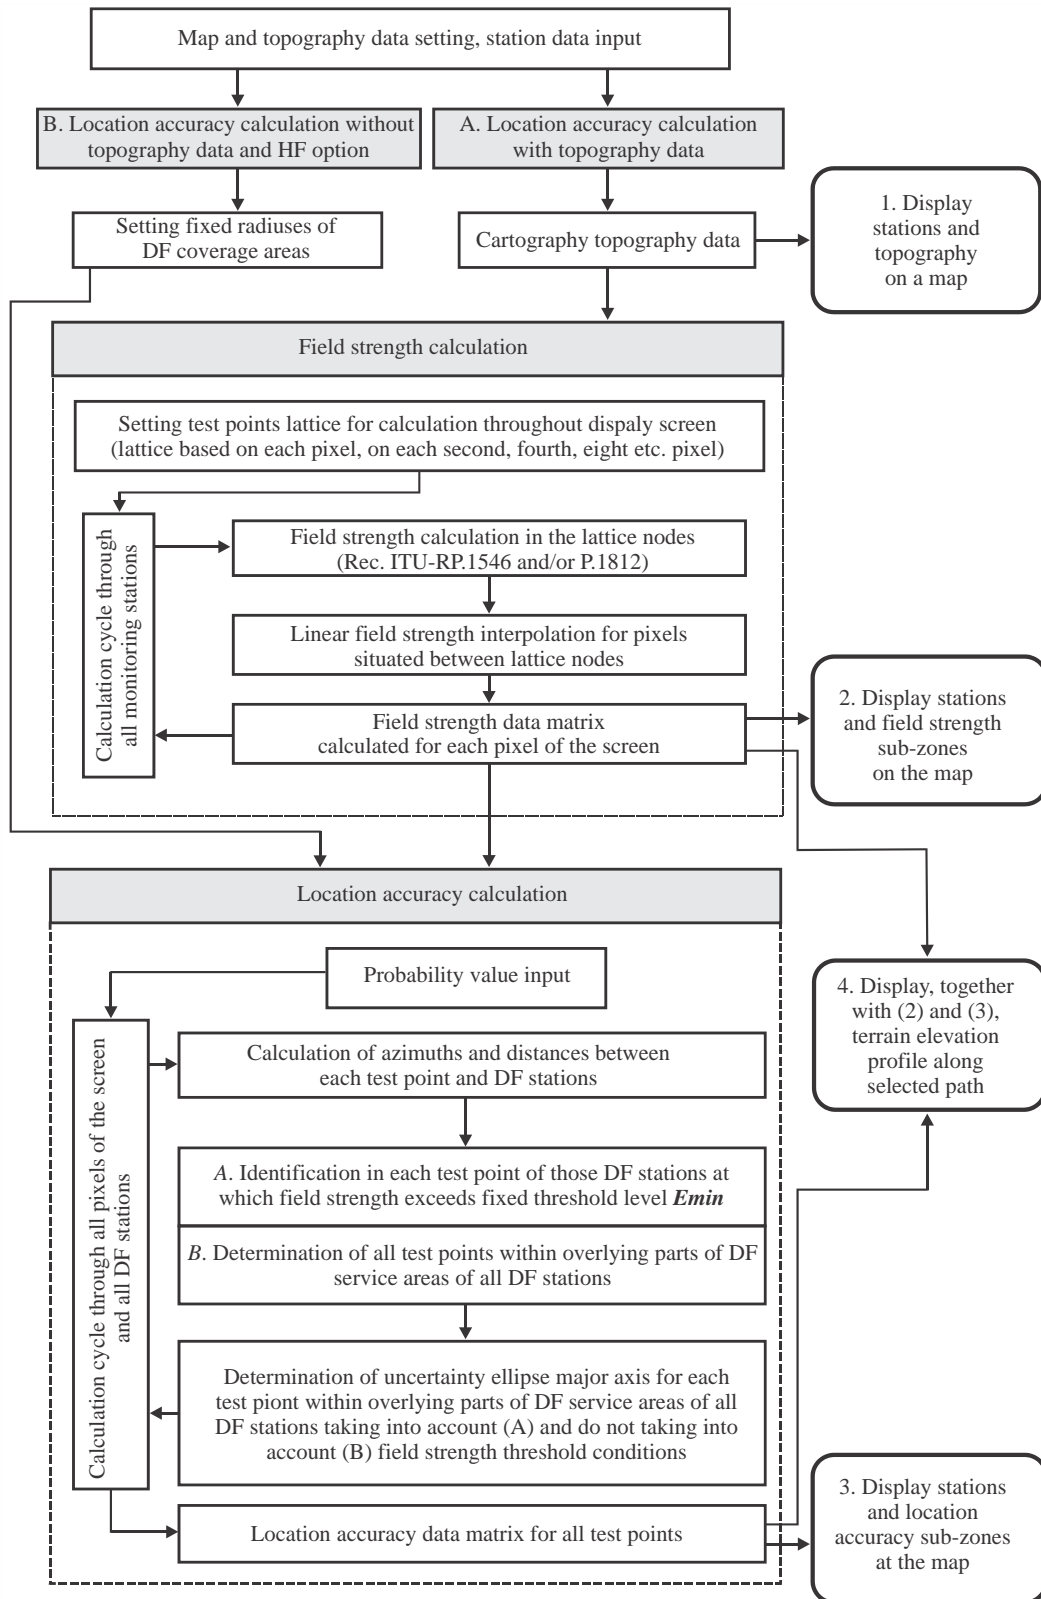 Map and topography data setting, station data input
B. Location accuracy calculation without
topography data and HF option
A. Location accuracy calculation
with topography data
Setting fixed radiuses of
DF coverage areas
Cartography topography data
1. Display
stations and
topography
on a map
Field strength calculation
Setting test points lattice for calculation throughout dispaly screen
(lattice based on each pixel, on each second, fourth, eight etc. pixel)
Calculation cycle through
all monitoring stations
Field strength calculation in the lattice nodes
(Rec. ITU-RP.1546 and/or P.1812)
Linear field strength interpolation for pixels
situated between lattice nodes
Field strength data matrix
calculated for each pixel of the screen
2. Display stations
and field strength
sub-zones
on the map
Location accuracy calculation
Probability value input
4. Display, together
with (2) and (3),
terrain elevation
profile along
selected path
Calculation cycle through all pixels of the screen
and all DF stations
Calculation of azimuths and distances between
each test point and DF stations
A. Identification in each test point of those DF stations at
which field strength exceeds fixed threshold level Emin
B. Determination of all test points within overlying parts of DF
service areas of all DF stations
Determination of uncertainty ellipse major axis for each
test piont within overlying parts of DF service areas of all
DF stations taking into account (A) and do not taking into
account (B) field strength threshold conditions
Location accuracy data matrix for all test points
3. Display stations
and location
accuracy sub-zones
at the map